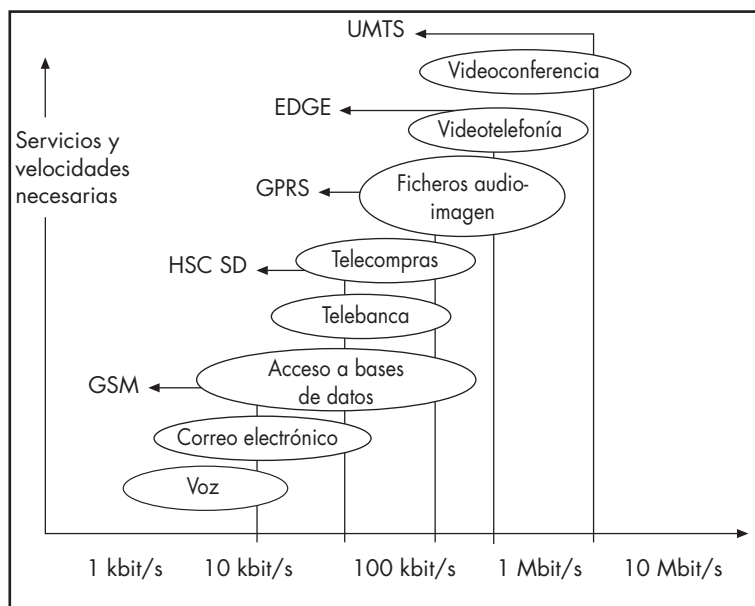 UMTS
Videoconferencia
EDGE
Videotelefonía
Servicios y
velocidades
necesarias
GPRS
Ficheros audio-
imagen
HSC SD
Telecompras
Telebanca
GSM
Acceso a bases
de datos
Correo electrónico
Voz
1 kbit/s 10 kbit/s 100 kbit/s 1 Mbit/s 10 Mbit/s